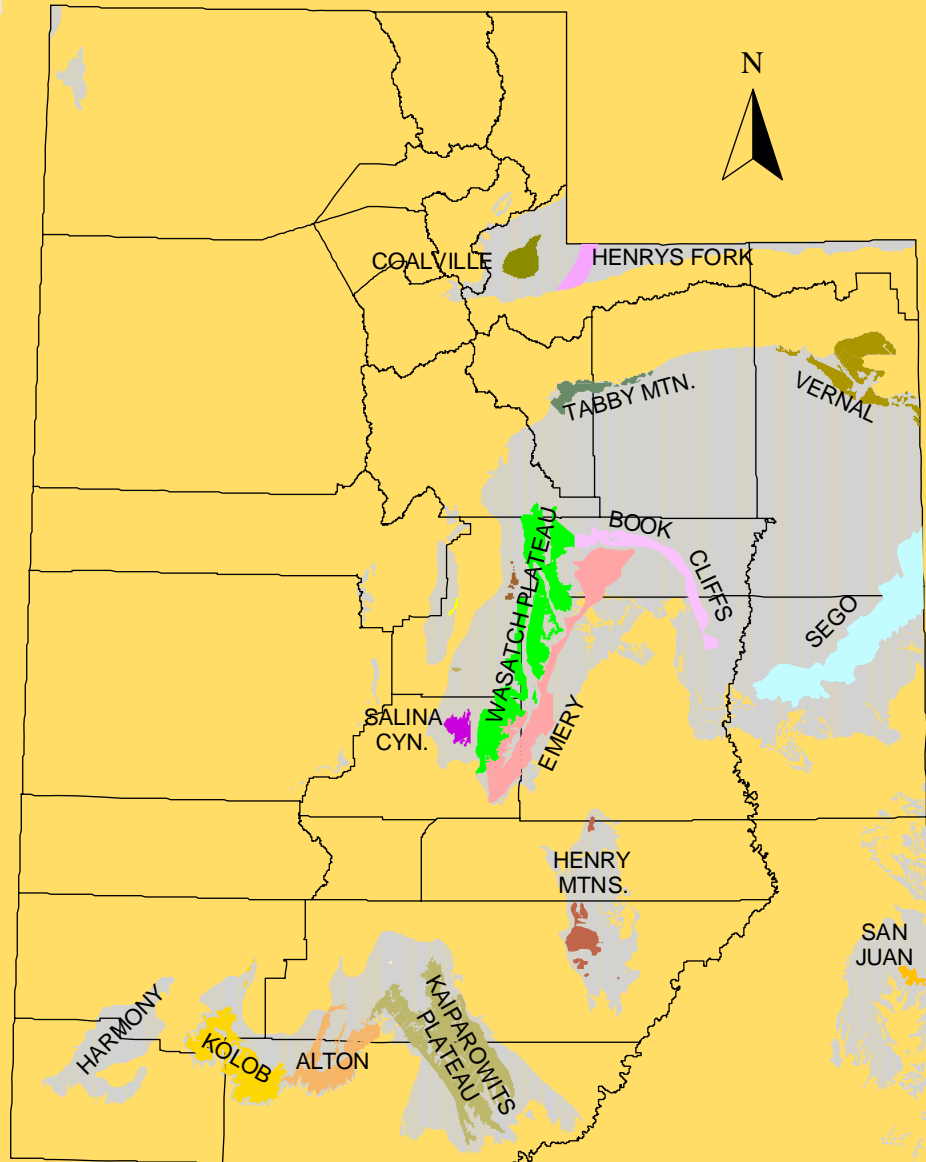 N
COALVILLE
HENRYS FORK
TABBY MTN.
VERNAL
BOOK
CLIFFS
WASATCH PLATEAU
SEGO
EMERY
SALINA
CYN.
HENRY
MTNS.
SAN
JUAN
HARMONY
KOLOB
ALTON
KAIPAROWITS
PLATEAU